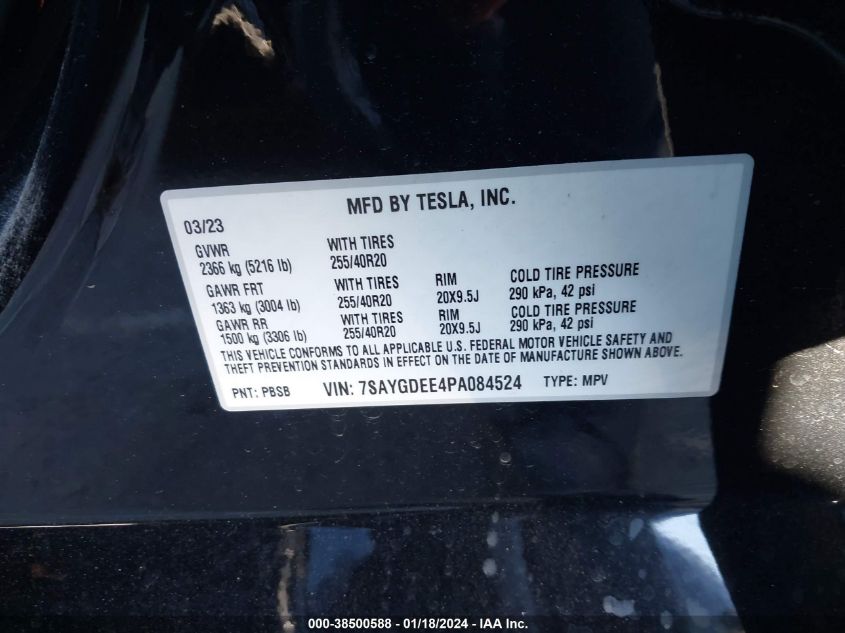 MFD BY TESLA, INC.
03/23
GVWR WITH TIRES
2366 kg (5216 lb) 255/40R20
GAWR FRT WITH TIRES RIM COLD TIRE PRESSURE
1363 kg (3004 lb) 255/40R20 20X9.5J 290 kPa, 42 psi
GAWR RR WITH TIRES RIM COLD TIRE PRESSURE
1500 kg (3306 lb) 255/40R20 20X9.5J 290 kPa, 42 psi
THIS VEHICLE CONFORMS TO ALL APPLICABLE U.S. FEDERAL MOTOR VEHICLE SAFETY AND
THEFT PREVENTION STANDARDS IN EFFECT ON THE DATE OF MANUFACTURE SHOWN ABOVE.
PNT: PBSB VIN: 7SAYGDEE4PA084524 TYPE: MPV
000-38500588 - 01/18/2024 - IAA Inc.